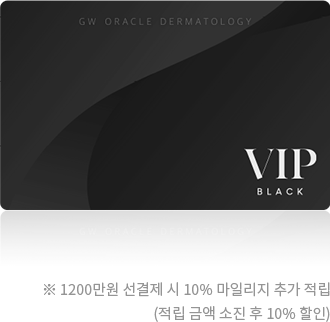 GW ORACLE DERMATOLOGY
VIP
BLACK
※ 1200만원 선결제 시 10% 마일리지 추가 적립
(적립 금액 소진 후 10% 할인)